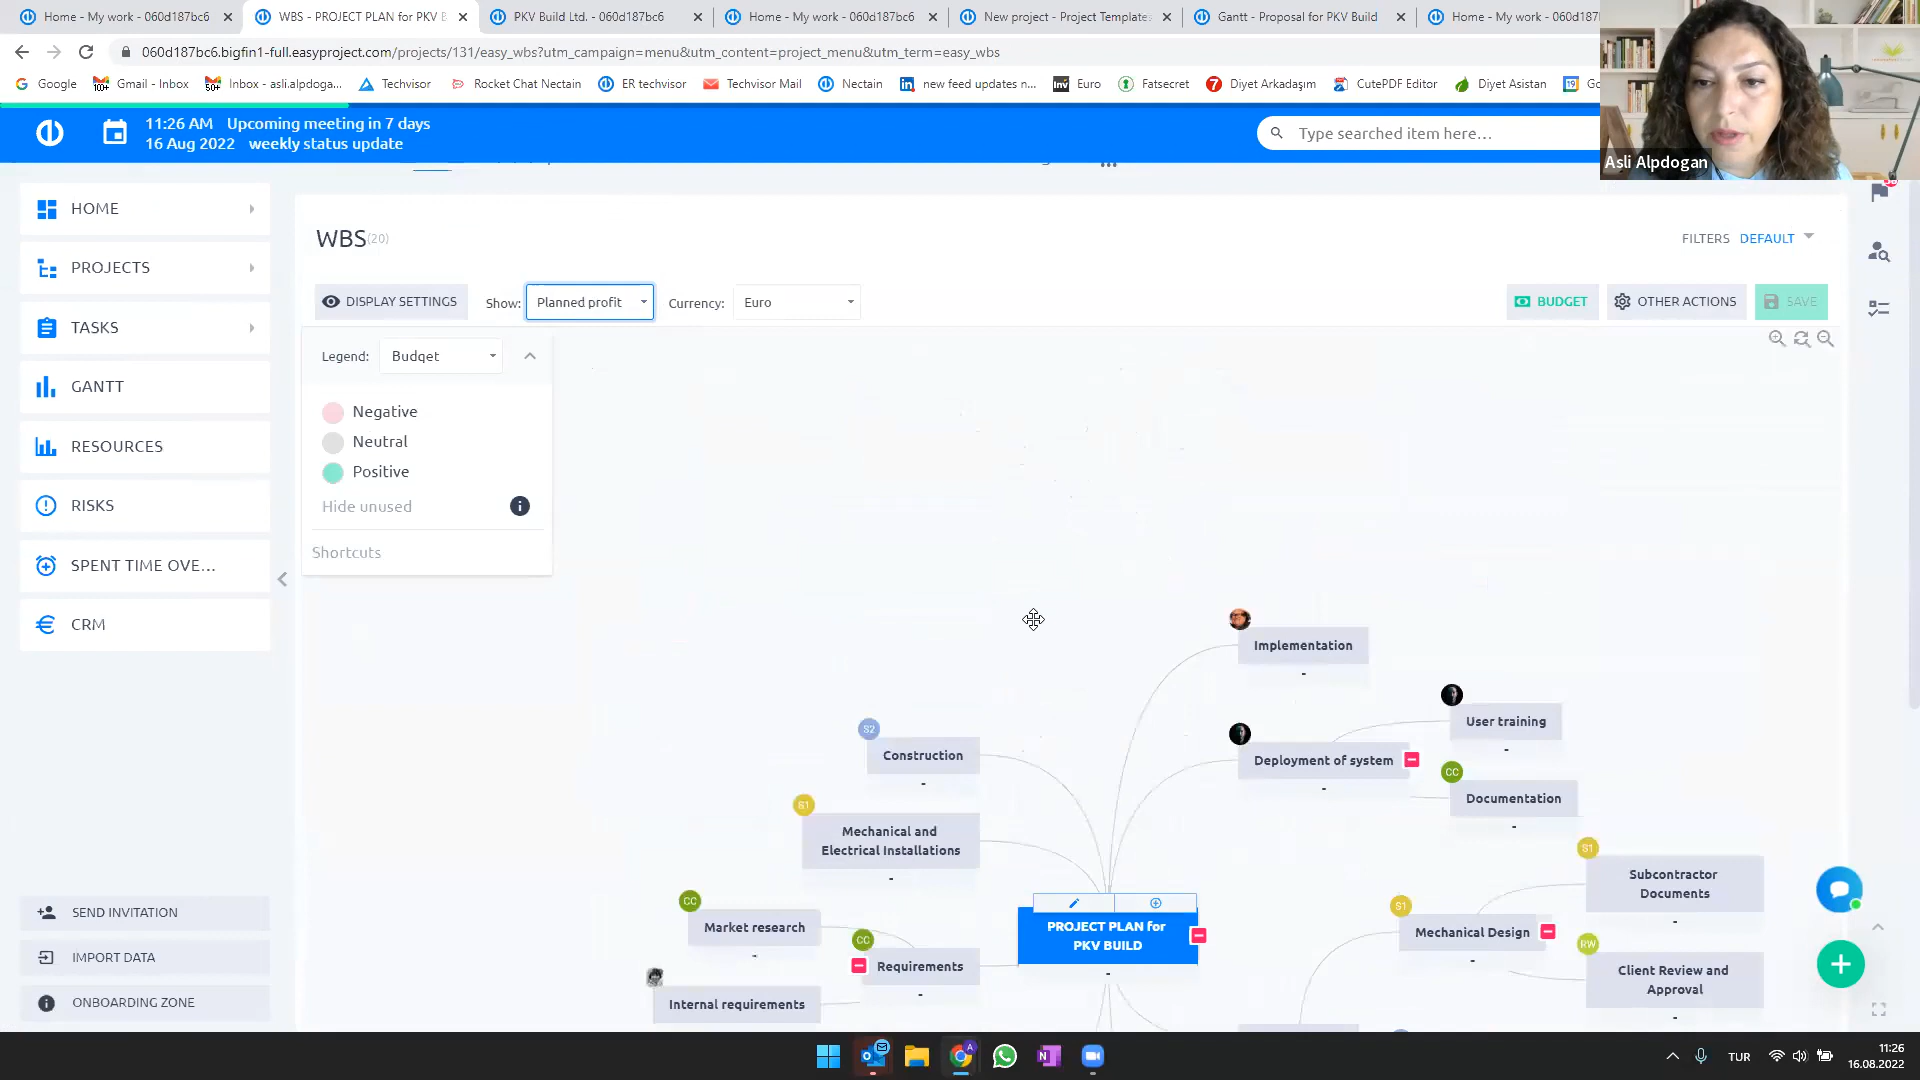 Home - My work - 060d187bc6
WBS - PROJECT PLAN for PKV B
PKV Build Ltd. - 060d187bc6
Home - My work - 060d187bc6
New project - Project Templates
Gantt - Proposal for PKV Build
Home - My work - 060d187
060d187bc6.bigfin1-full.easyproject.com/projects/131/easy_wbs?utm_campaign=menu&utm_content=project_menu&utm_term=easy_wbs
Google
Gmail - Inbox
Inbox - asli.alpdoga...
Techvisor
Rocket Chat Nectain
ER techvisor
Techvisor Mail
Nectain
new feed updates n...
Euro
Fatsecret
Diyet Arkadaşım
CutePDF Editor
Diyet Asistan
Asli Alpdogan
11:26 AM Upcoming meeting in 7 days
16 Aug 2022 weekly status update
Type searched item here...
HOME
PROJECTS
TASKS
GANTT
RESOURCES
RISKS
SPENT TIME OVE...
CRM
SEND INVITATION
IMPORT DATA
ONBOARDING ZONE
WBS(20)
FILTERS DEFAULT
DISPLAY SETTINGS
Show: Planned profit
Currency: Euro
BUDGET
OTHER ACTIONS
SAVE
Legend: Budget
Negative
Neutral
Positive
Hide unused
Shortcuts
Implementation
-
User training
-
S2
Construction
-
Deployment of system
-
CC
Documentation
-
S1
Mechanical and
Electrical Installations
-
S1
Subcontractor
Documents
-
CC
Market research
-
CC
Requirements
-
PROJECT PLAN for
PKV BUILD
-
S1
Mechanical Design
-
RW
Client Review and
Approval
-
Internal requirements
TUR
11:26
16.08.2022